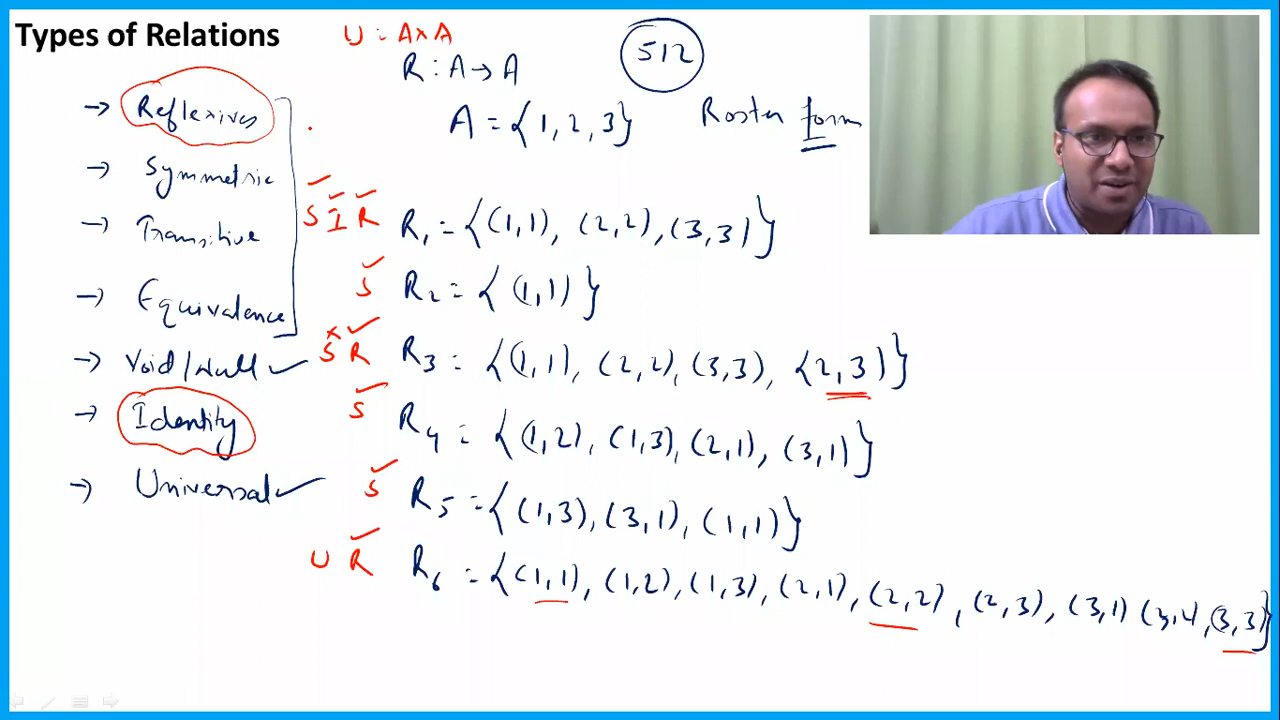 Types of Relations
U : A×A
R : A → A
512
A = {1, 2, 3}
Roster form
→ Reflexives
→ Symmetric
→ Transitive
→ Equivalence
→ Void/Null ✓
→ Identity
→ Universal ✓
S I R R1 = {(1,1), (2,2), (3,3)}
S R2 = {(1,1)}
S R R3 = {(1,1), (2,2), (3,3), {2,3)}
S R4 = {(1,2), (1,3), (2,1), (3,1)}
S R5 = {(1,3), (3,1), (1,1)}
U R R6 = {(1,1), (1,2), (1,3), (2,1), (2,2), (2,3), (3,1) , (3,3)}